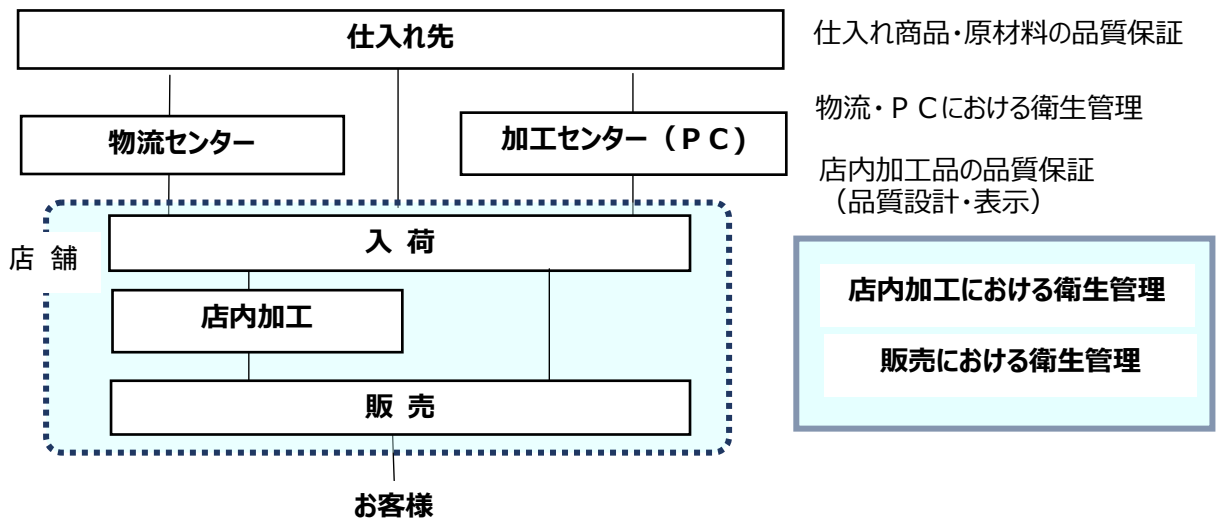 仕入れ先
仕入れ商品・原材料の品質保証
物流センター
加工センター（ＰＣ）
物流・ＰＣにおける衛生管理
店内加工品の品質保証
（品質設計・表示）
店 舗
入 荷
店内加工
販 売
お客様
店内加工における衛生管理
販売における衛生管理